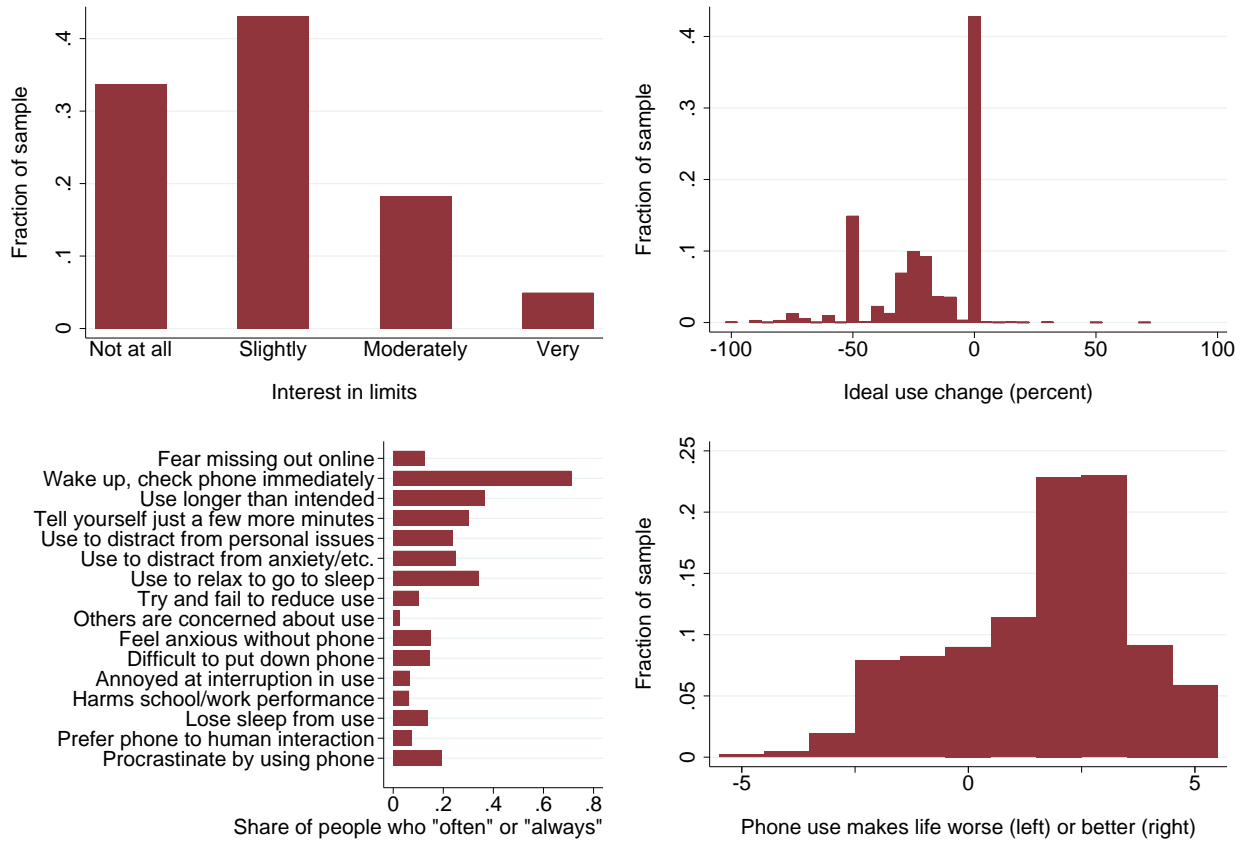 .4
.3
.2
.1
0
Fraction of sample
Not at all Slightly Moderately Very
Interest in limits
.4
.3
.2
.1
0
Fraction of sample
-100 -50 0 50 100
Ideal use change (percent)
Fear missing out online
Wake up, check phone immediately
Use longer than intended
Tell yourself just a few more minutes
Use to distract from personal issues
Use to distract from anxiety/etc.
Use to relax to go to sleep
Try and fail to reduce use
Others are concerned about use
Feel anxious without phone
Difficult to put down phone
Annoyed at interruption in use
Harms school/work performance
Lose sleep from use
Prefer phone to human interaction
Procrastinate by using phone
0 .2 .4 .6 .8
Share of people who "often" or "always"
.25
.2
.15
.1
.05
0
Fraction of sample
-5 0 5
Phone use makes life worse (left) or better (right)